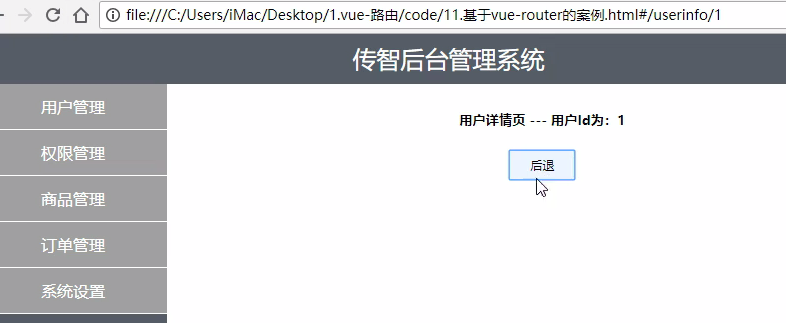 file:///C:/Users/iMac/Desktop/1.vue-路由/code/11.基于vue-router的案例.html#/userinfo/1
传智后台管理系统
用户管理
用户详情页 --- 用户Id为：1
权限管理
后退
商品管理
订单管理
系统设置